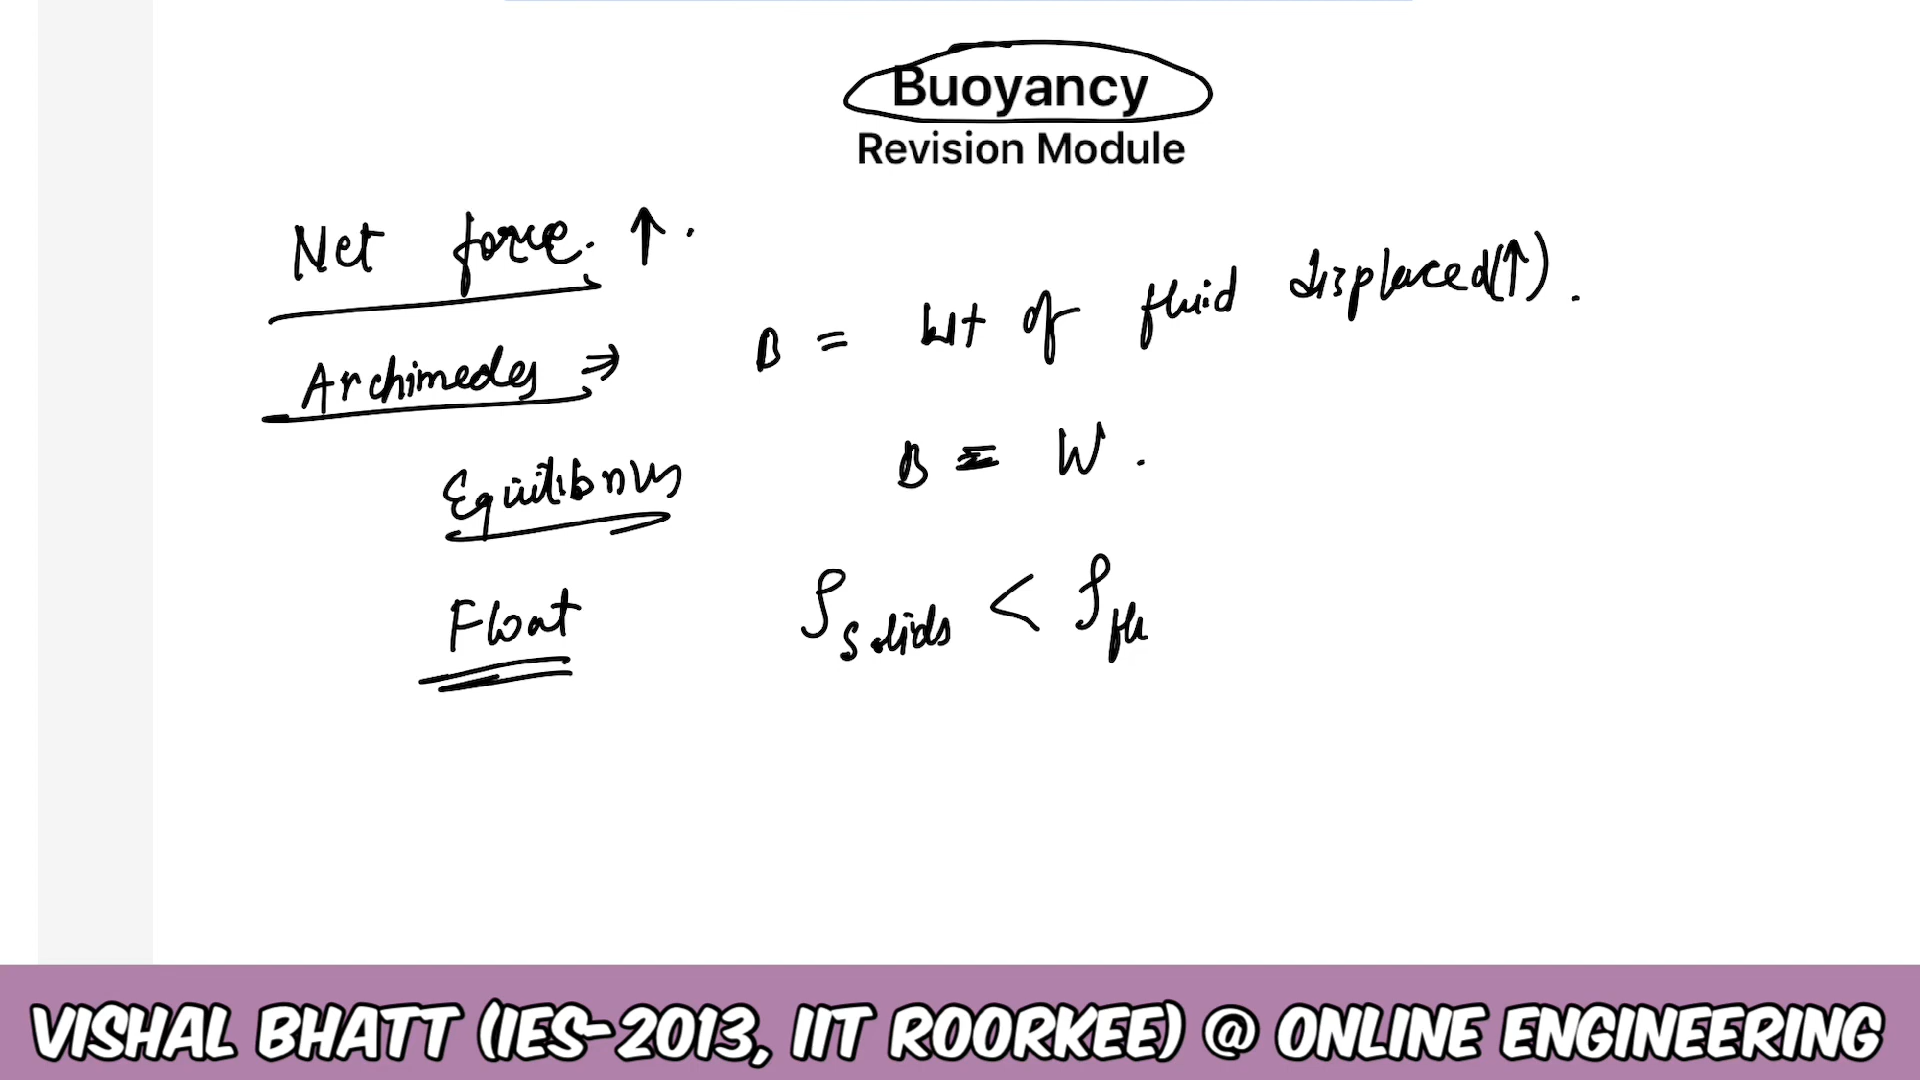 Buoyancy
Revision Module
Net force. ↑.
Archimedes ⇒ B = Wt of fluid displaced(↑).
Equilibrium B = W.
Float ρsolids < ρflu
VISHAL BHATT (IES-2013, IIT ROORKEE) @ ONLINE ENGINEERING